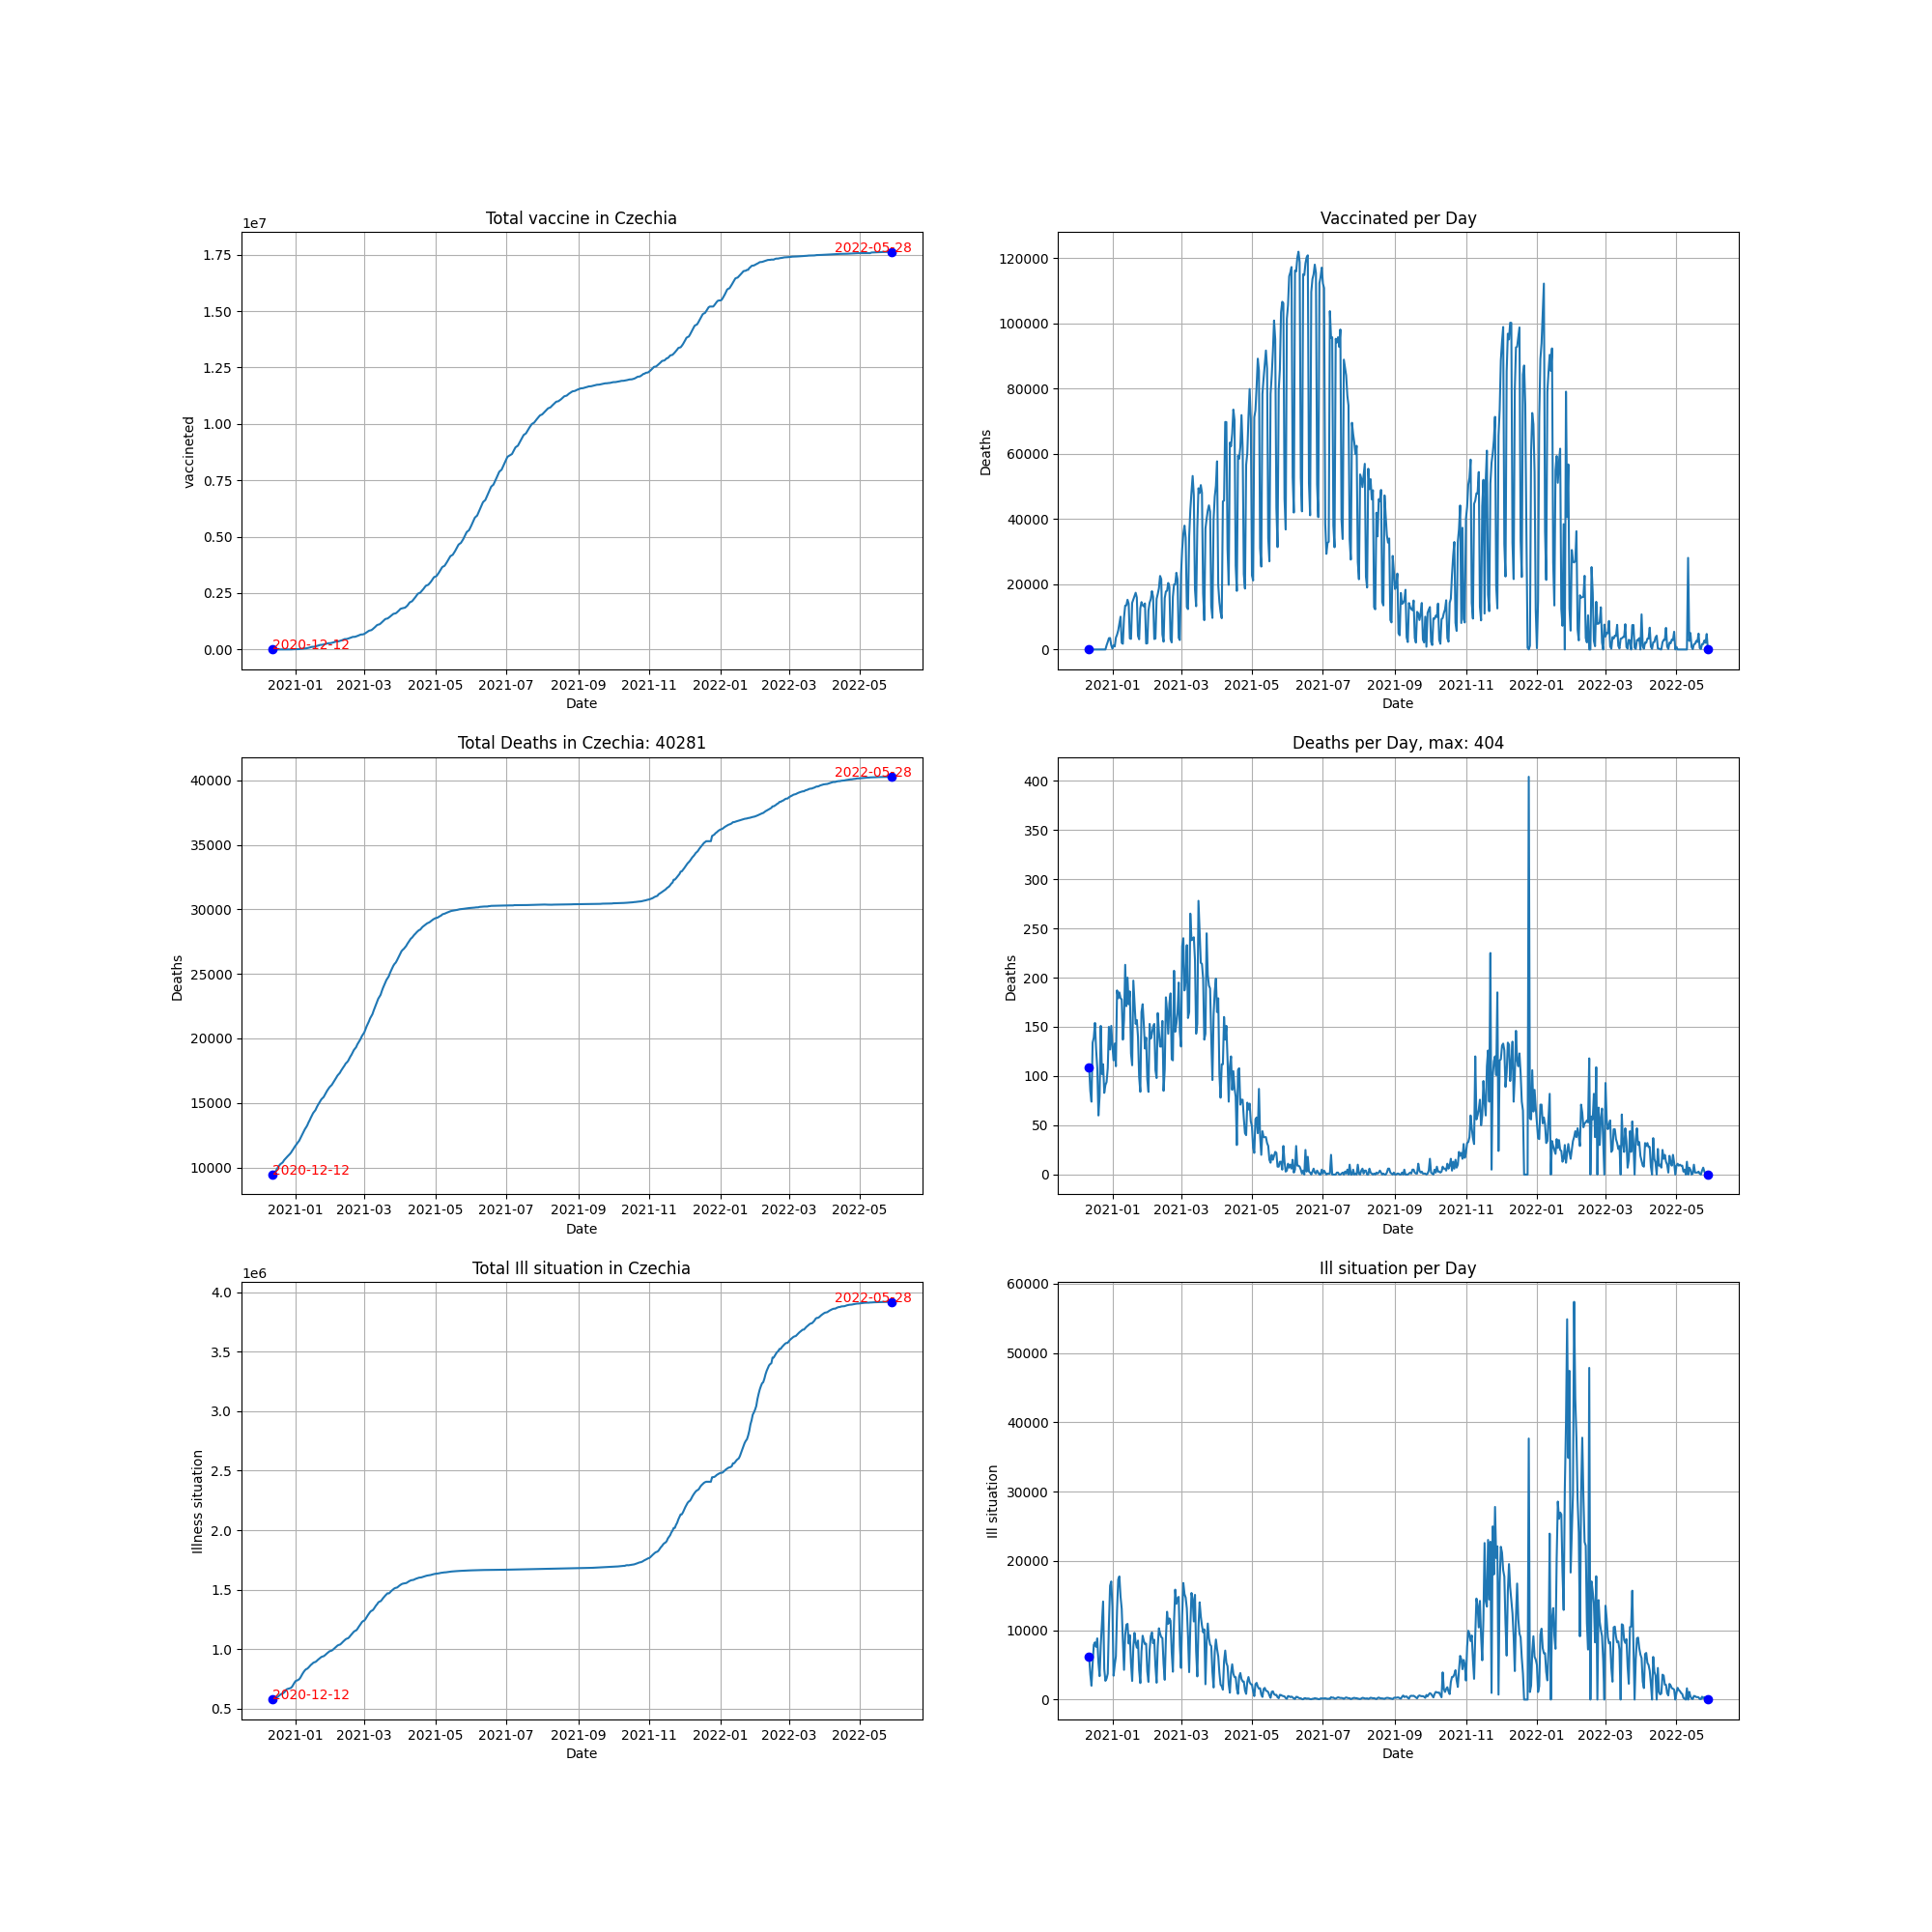 Total vaccine in Czechia
1e7
1.75
1.50
1.25
1.00
0.75
0.50
0.25
0.00
vaccineted
2020-12-12
2022-05-28
2021-01 2021-03 2021-05 2021-07 2021-09 2021-11 2022-01 2022-03 2022-05
Date
Vaccinated per Day
120000
100000
80000
60000
40000
20000
0
Deaths
2021-01 2021-03 2021-05 2021-07 2021-09 2021-11 2022-01 2022-03 2022-05
Date
Total Deaths in Czechia: 40281
40000
35000
30000
25000
20000
15000
10000
Deaths
2020-12-12
2022-05-28
2021-01 2021-03 2021-05 2021-07 2021-09 2021-11 2022-01 2022-03 2022-05
Date
Deaths per Day, max: 404
400
350
300
250
200
150
100
50
0
Deaths
2021-01 2021-03 2021-05 2021-07 2021-09 2021-11 2022-01 2022-03 2022-05
Date
Total Ill situation in Czechia
1e6
4.0
3.5
3.0
2.5
2.0
1.5
1.0
0.5
Illness situation
2020-12-12
2022-05-28
2021-01 2021-03 2021-05 2021-07 2021-09 2021-11 2022-01 2022-03 2022-05
Date
Ill situation per Day
60000
50000
40000
30000
20000
10000
0
Ill situation
2021-01 2021-03 2021-05 2021-07 2021-09 2021-11 2022-01 2022-03 2022-05
Date